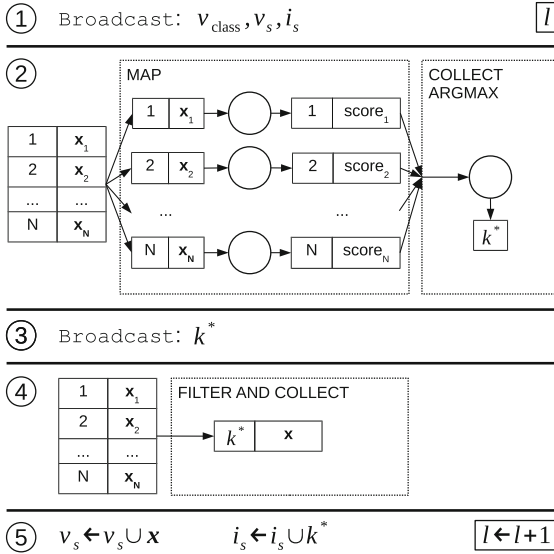 1 Broadcast: v_class, v_s, i_s l
2 MAP COLLECT
ARGMAX
1 x_1 1 x_1 1 score_1
2 x_2 2 x_2 2 score_2
... ... ... ...
N x_N N x_N N score_N
k*
3 Broadcast: k*
4 1 x_1 FILTER AND COLLECT
2 x_2 k* x
... ...
N x_N
5 v_s ← v_s ∪ x i_s ← i_s ∪ k* l ← l+1